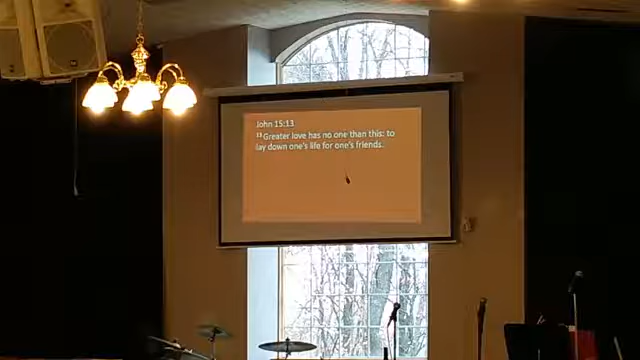 John 15:13
13 Greater love has no one than this: to
lay down one's life for one's friends.